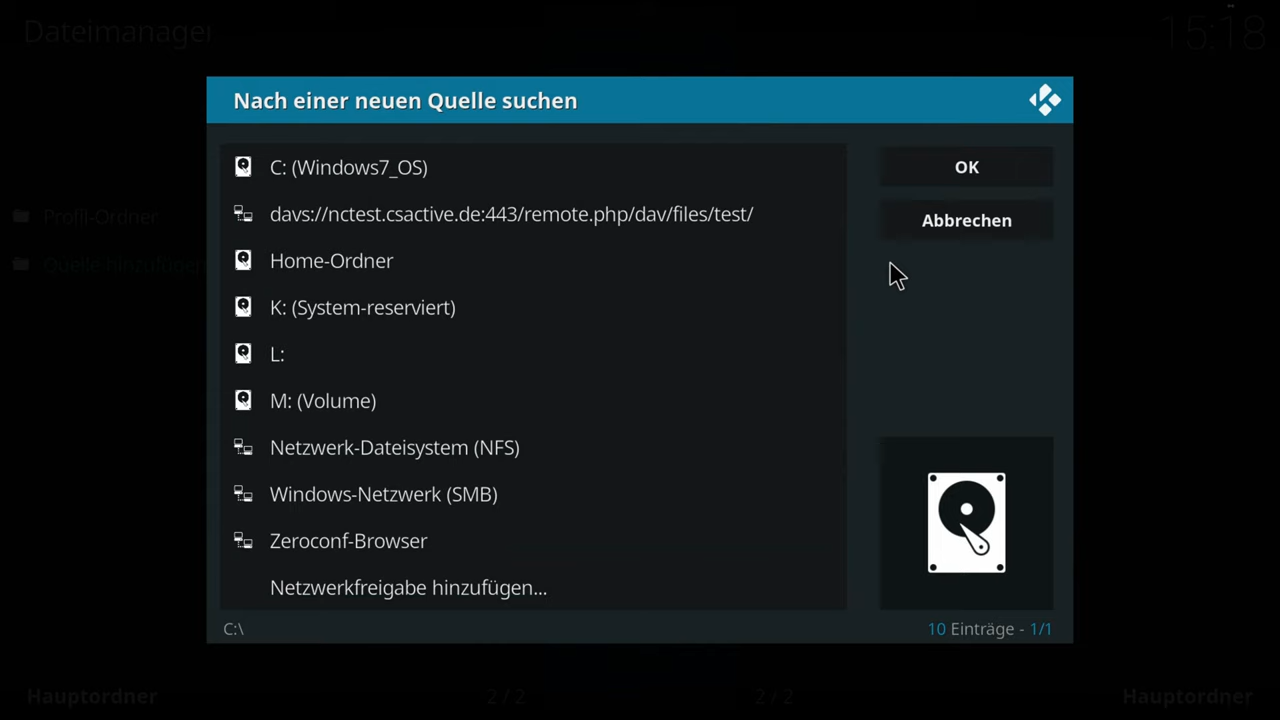 Dateimanager
15:18
Nach einer neuen Quelle suchen
C: (Windows7_OS)
davs://nctest.csactive.de:443/remote.php/dav/files/test/
Home-Ordner
K: (System-reserviert)
L:
M: (Volume)
Netzwerk-Dateisystem (NFS)
Windows-Netzwerk (SMB)
Zeroconf-Browser
Netzwerkfreigabe hinzufügen...
OK
Abbrechen
C:\
10 Einträge - 1/1
Profil-Ordner
Quelle hinzufügen
Hauptordner
2 / 2
2 / 2
Hauptordner